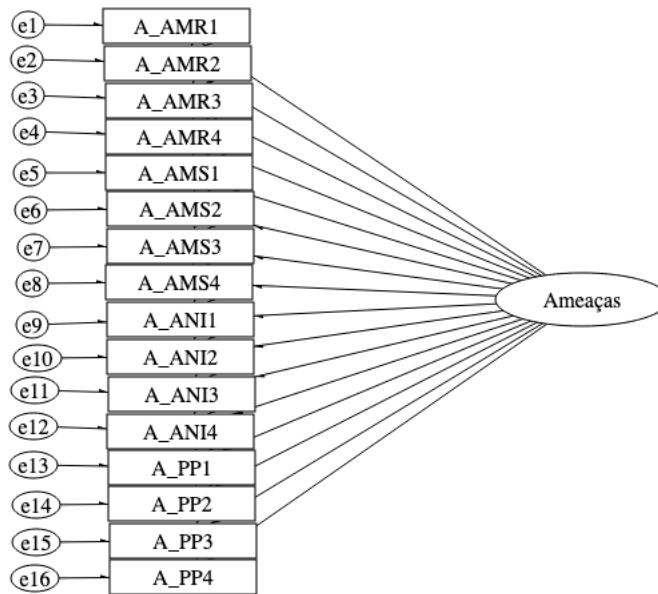 e1 A_AMR1
e2 A_AMR2
e3 A_AMR3
e4 A_AMR4
e5 A_AMS1
e6 A_AMS2
e7 A_AMS3
e8 A_AMS4
Ameaças
e9 A_ANI1
e10 A_ANI2
e11 A_ANI3
e12 A_ANI4
e13 A_PP1
e14 A_PP2
e15 A_PP3
e16 A_PP4